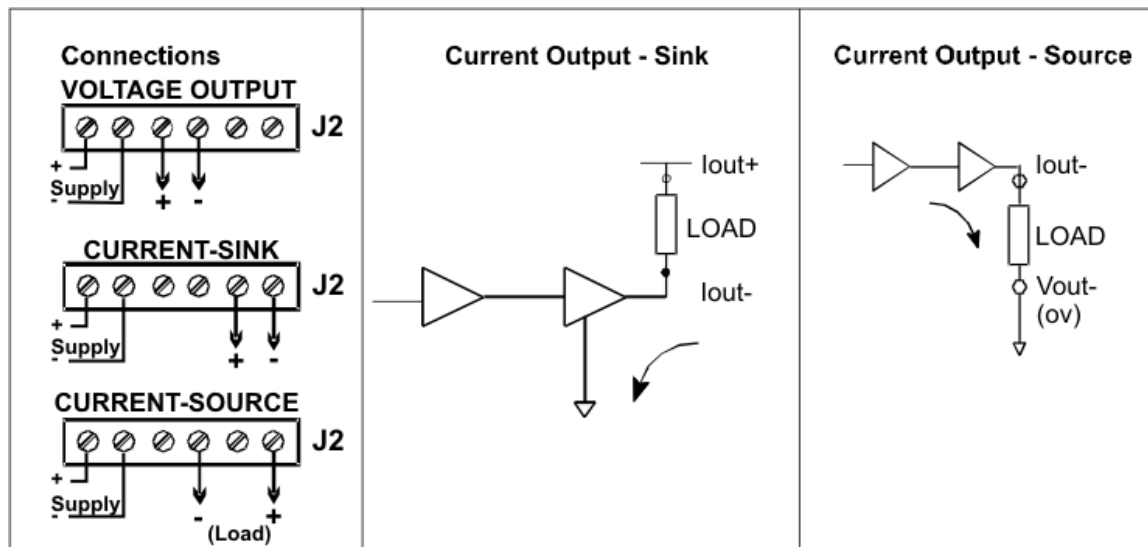 Connections
VOLTAGE OUTPUT
J2
+
Supply
-
+ -
CURRENT-SINK
J2
+
Supply
-
+ -
CURRENT-SOURCE
J2
+
Supply
-
- +
(Load)
Current Output - Sink
Iout+
LOAD
Iout-
Current Output - Source
Iout-
LOAD
Vout-
(ov)